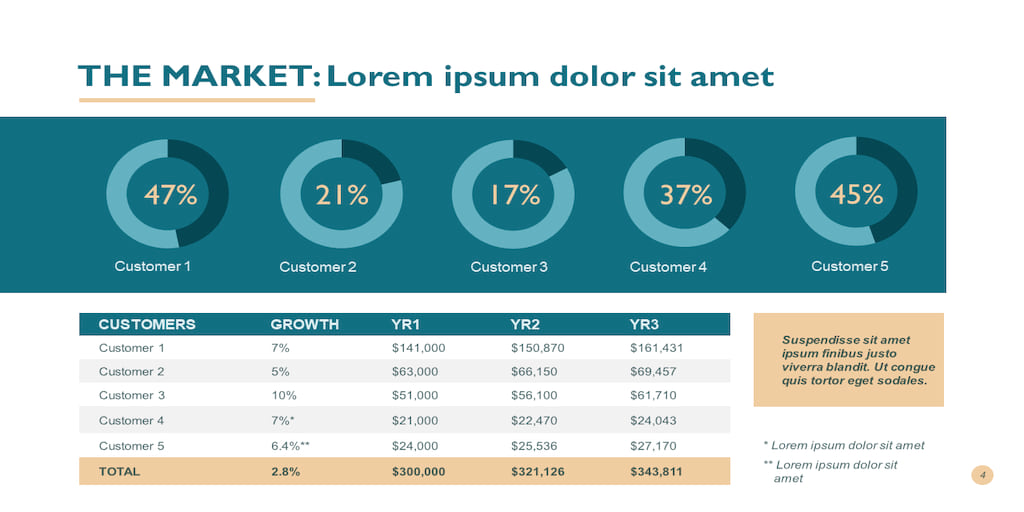 THE MARKET: Lorem ipsum dolor sit amet
47%
21%
17%
37%
45%
Customer 1
Customer 2
Customer 3
Customer 4
Customer 5
CUSTOMERS GROWTH YR1 YR2 YR3
Customer 1 7% $141,000 $150,870 $161,431
Customer 2 5% $63,000 $66,150 $69,457
Customer 3 10% $51,000 $56,100 $61,710
Customer 4 7%* $21,000 $22,470 $24,043
Customer 5 6.4%** $24,000 $25,536 $27,170
TOTAL 2.8% $300,000 $321,126 $343,811
Suspendisse sit amet
ipsum finibus justo
viverra blandit. Ut congue
quis tortor eget sodales.
* Lorem ipsum dolor sit amet
** Lorem ipsum dolor sit
amet
4